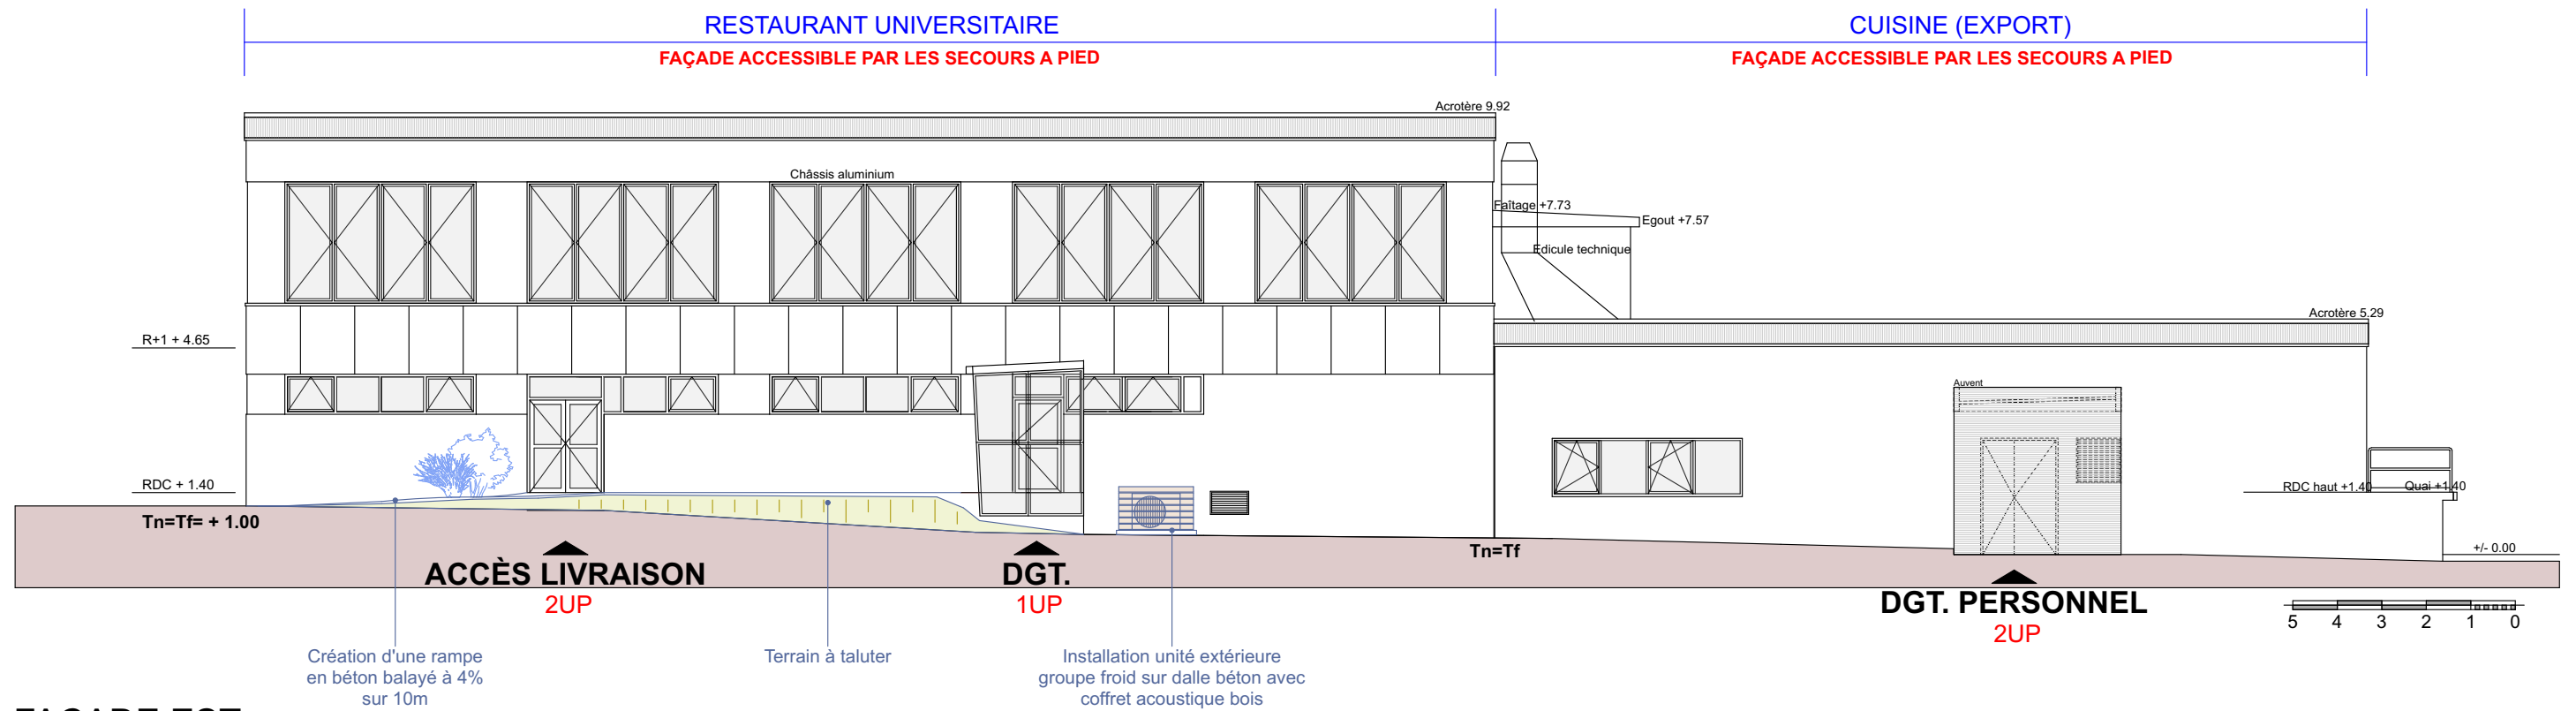 RESTAURANT UNIVERSITAIRE
CUISINE (EXPORT)
FAÇADE ACCESSIBLE PAR LES SECOURS A PIED
FAÇADE ACCESSIBLE PAR LES SECOURS A PIED
Acrotère 9.92
Châssis aluminium
Faîtage +7.73
Egout +7.57
Edicule technique
Acrotère 5.29
R+1 + 4.65
Auvent
RDC + 1.40
RDC haut +1.40
Quai +1.40
Tn=Tf= + 1.00
Tn=Tf
+/- 0.00
ACCÈS LIVRAISON
2UP
DGT.
1UP
DGT. PERSONNEL
2UP
5 4 3 2 1 0
Création d'une rampe
en béton balayé à 4%
sur 10m
Terrain à taluter
Installation unité extérieure
groupe froid sur dalle béton avec
coffret acoustique bois